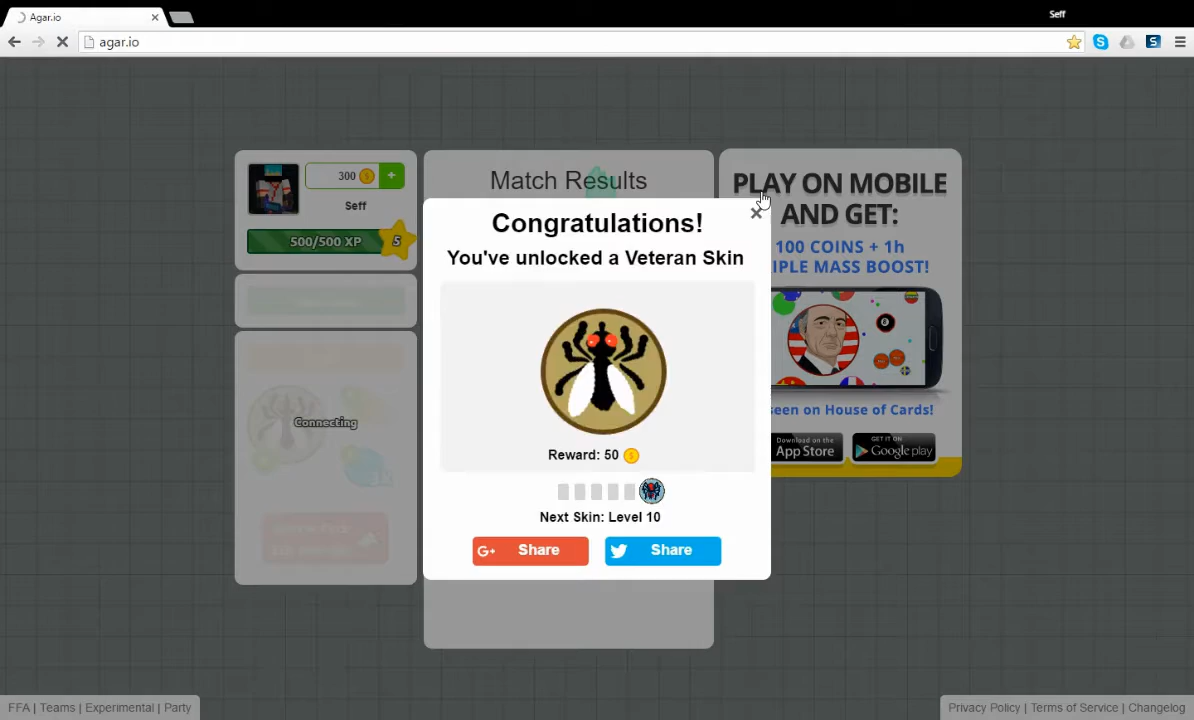 Agar.io
Seff
agar.io
300
Seff
500/500 XP
5
Connecting
Match Results
Congratulations!
You've unlocked a Veteran Skin
Reward: 50
Next Skin: Level 10
G+ Share
Share
PLAY ON MOBILE
AND GET:
100 COINS + 1h
IPLE MASS BOOST!
seen on House of Cards!
Download on the
App Store
GET IT ON
Google play
FFA | Teams | Experimental | Party
Privacy Policy | Terms of Service | Changelog